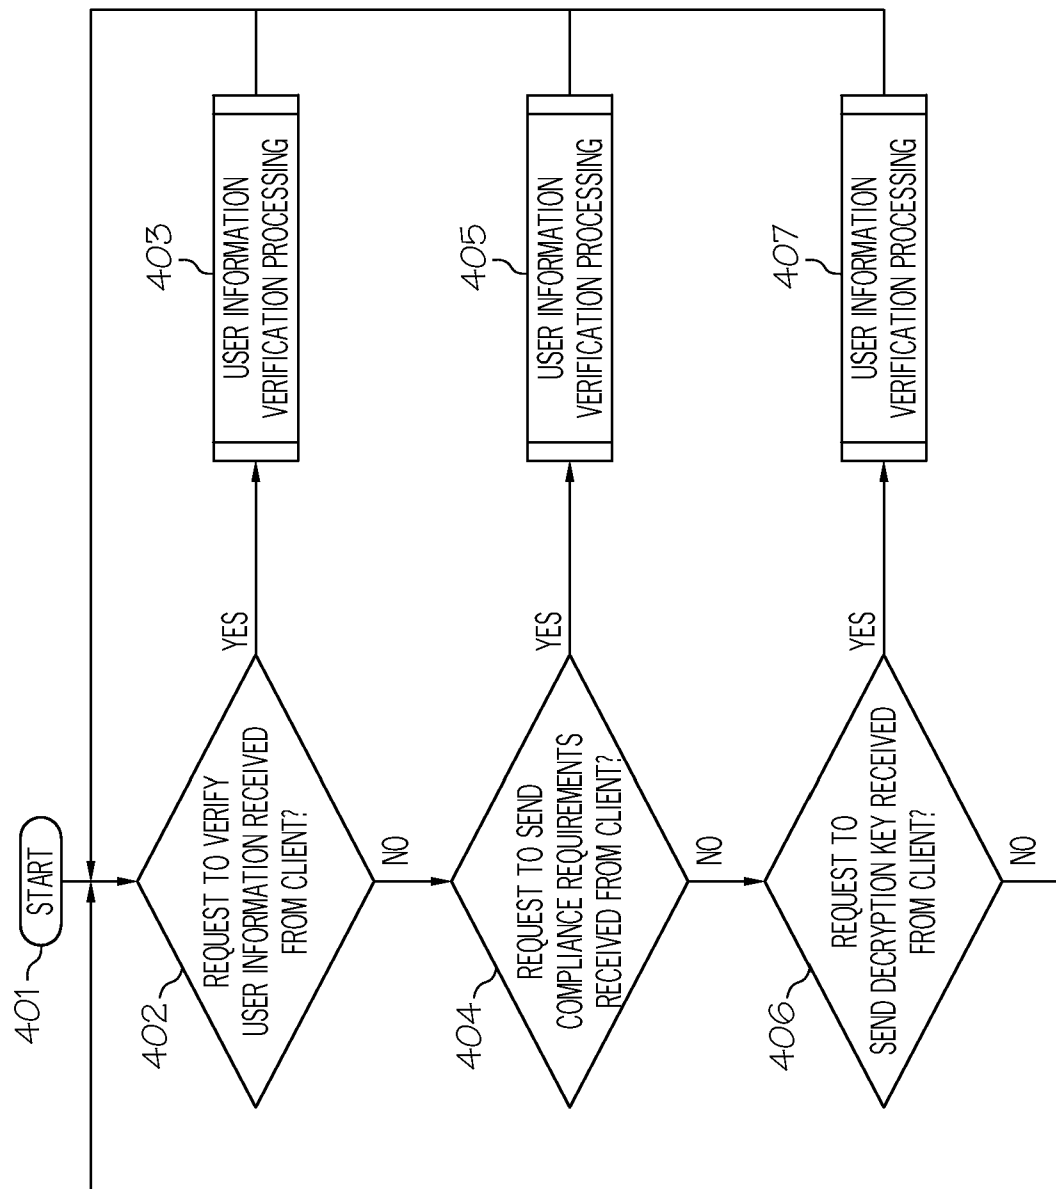 401
START
402
REQUEST TO VERIFY
USER INFORMATION RECEIVED
FROM CLIENT?
YES
NO
403
USER INFORMATION
VERIFICATION PROCESSING
404
REQUEST TO SEND
COMPLIANCE REQUIREMENTS
RECEIVED FROM CLIENT?
YES
NO
405
USER INFORMATION
VERIFICATION PROCESSING
406
REQUEST TO
SEND DECRYPTION KEY RECEIVED
FROM CLIENT?
YES
NO
407
USER INFORMATION
VERIFICATION PROCESSING